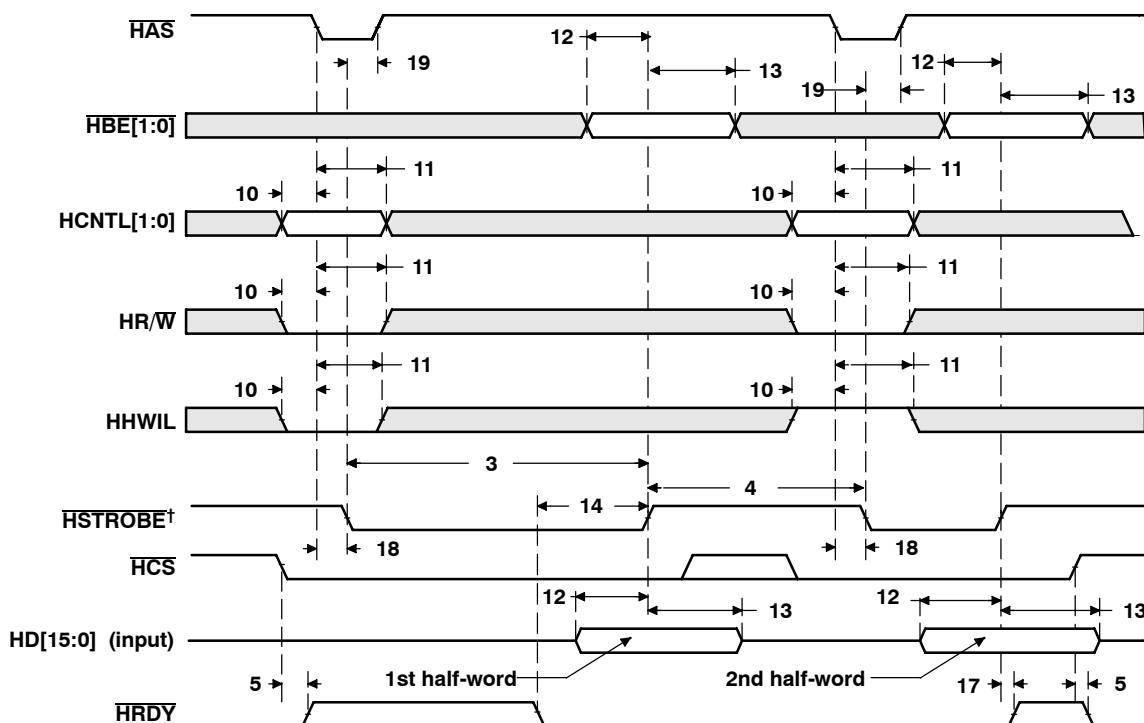 HAS
12
12
19
13
19
13
HBE[1:0]
11
11
10
10
HCNTL[1:0]
11
11
10
10
HR/W
11
11
10
10
HHWIL
3
4
14
HSTROBE†
18
18
HCS
12
12
13
13
HD[15:0] (input)
1st half-word
2nd half-word
5
17
5
HRDY